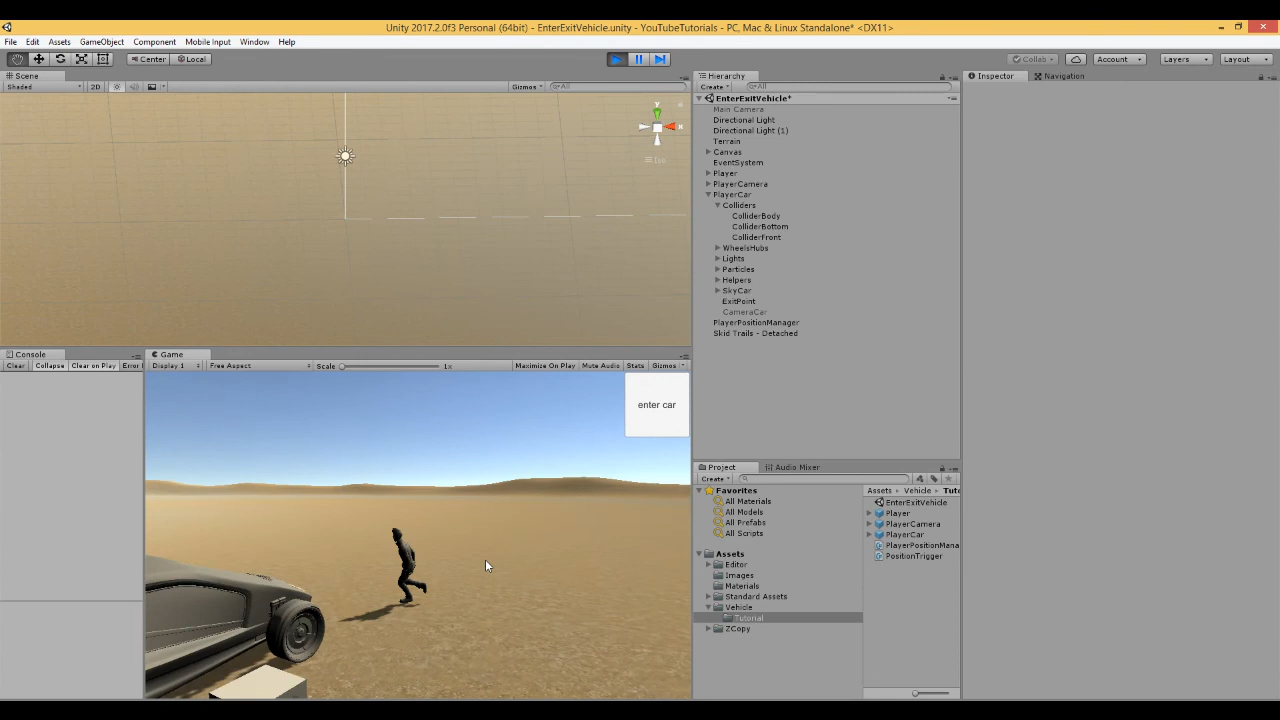 Unity 2017.2.0f3 Personal (64bit) - EnterExitVehicle.unity - YouTubeTutorials - PC, Mac & Linux Standalone* <DX11>
File Edit Assets GameObject Component Mobile Input Window Help
Center Local Collab Account Layers Layout
Scene
Shaded 2D Gizmos All
y
x
Iso
Hierarchy
Create All
EnterExitVehicle*
Main Camera
Directional Light
Directional Light (1)
Terrain
Canvas
EventSystem
Player
PlayerCamera
PlayerCar
Colliders
ColliderBody
ColliderBottom
ColliderFront
WheelsHubs
Lights
Particles
Helpers
SkyCar
ExitPoint
CameraCar
PlayerPositionManager
Skid Trails - Detached
Inspector Navigation
Console
Clear Collapse Clear on Play Error
Game
Display 1 Free Aspect Scale 1x Maximize On Play Mute Audio Stats Gizmos
enter car
Project Audio Mixer
Create
Favorites
All Materials
All Models
All Prefabs
All Scripts
Assets
Editor
Images
Materials
Standard Assets
Vehicle
Tutorial
ZCopy
Assets Vehicle Tuto
EnterExitVehicle
Player
PlayerCamera
PlayerCar
PlayerPositionMana
PositionTrigger